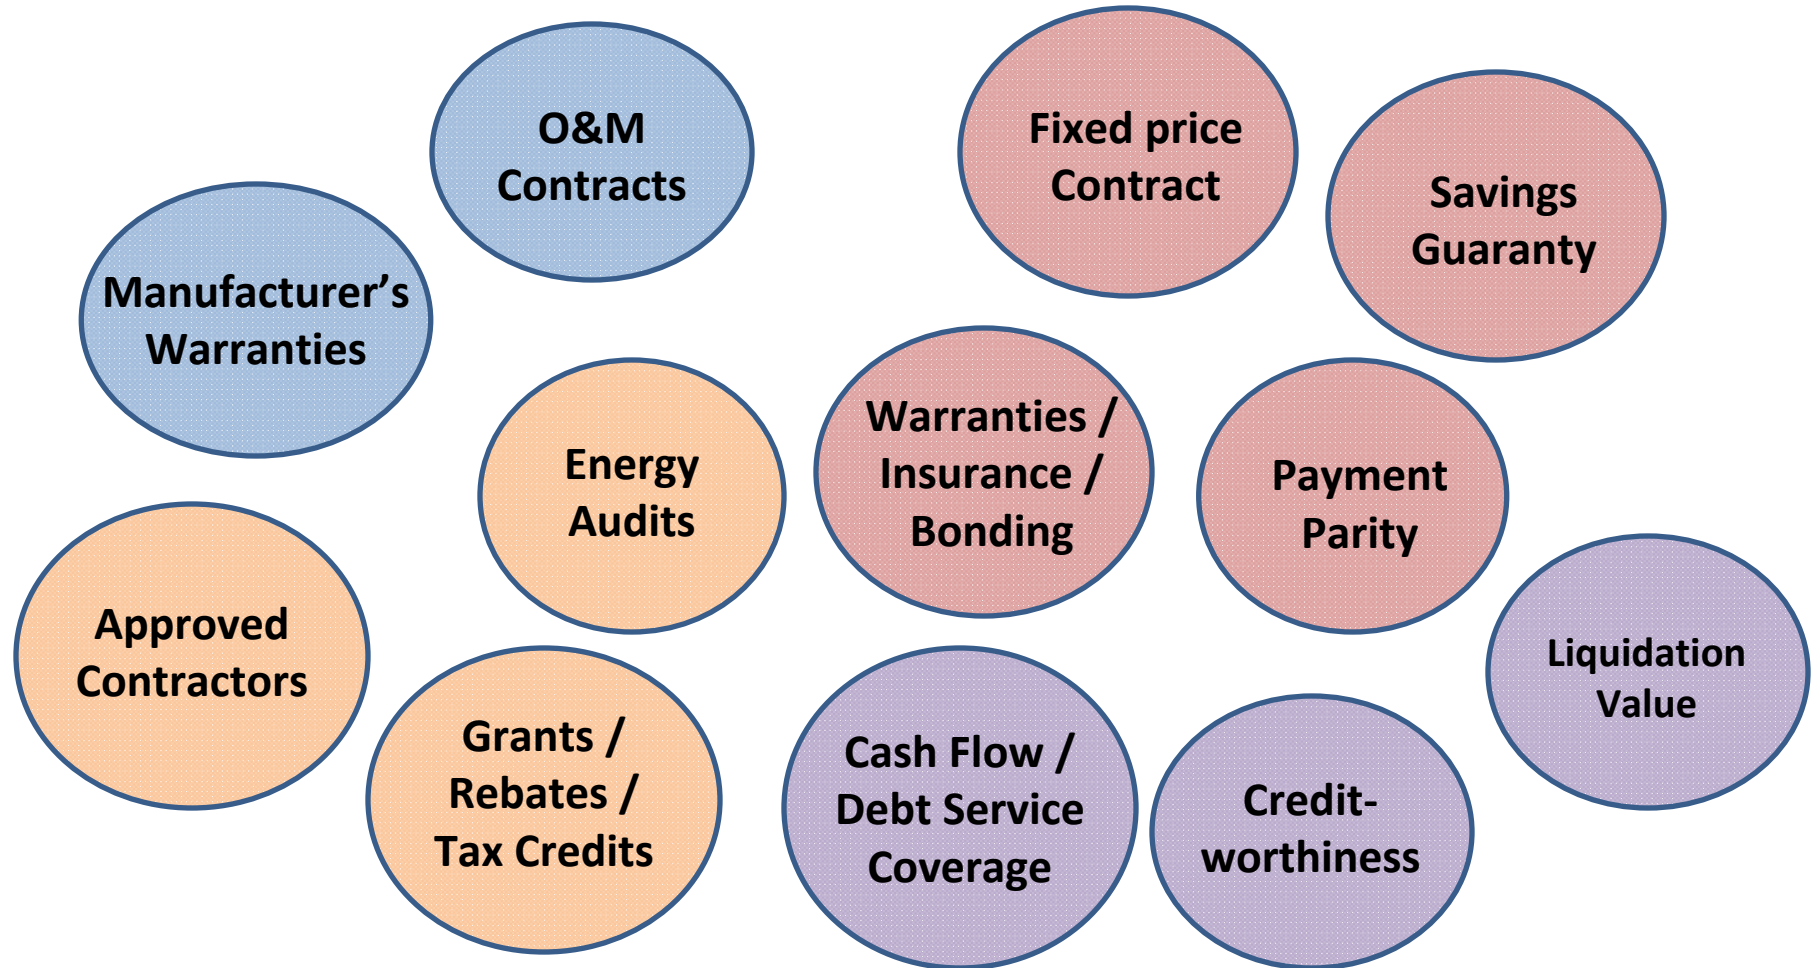 O&M
Contracts
Fixed price
Contract
Savings
Guaranty
Manufacturer’s
Warranties
Energy
Audits
Warranties /
Insurance /
Bonding
Payment
Parity
Approved
Contractors
Liquidation
Value
Grants /
Rebates /
Tax Credits
Cash Flow /
Debt Service
Coverage
Credit-
worthiness